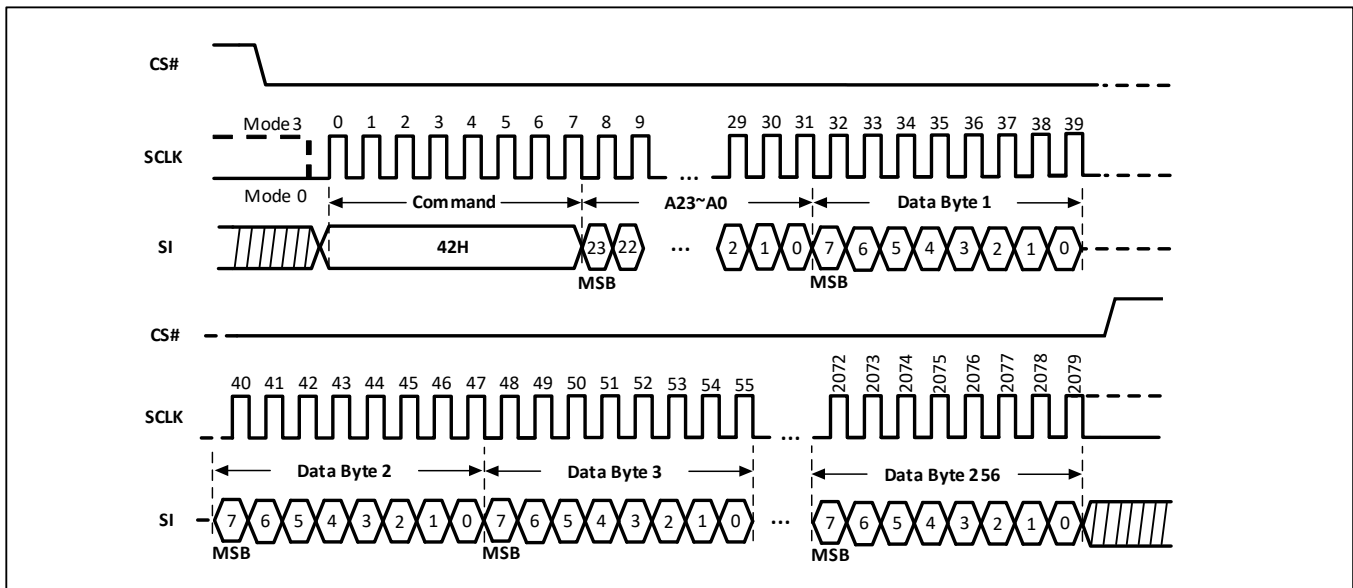 CS#
Mode 3
0 1 2 3 4 5 6 7 8 9 29 30 31 32 33 34 35 36 37 38 39
SCLK
...
Mode 0
Command A23~A0 Data Byte 1
SI 42H 23 22 ... 2 1 0 7 6 5 4 3 2 1 0
MSB MSB
CS#
40 41 42 43 44 45 46 47 48 49 50 51 52 53 54 55 2072 2073 2074 2075 2076 2077 2078 2079
SCLK
...
Data Byte 2 Data Byte 3 Data Byte 256
SI 7 6 5 4 3 2 1 0 7 6 5 4 3 2 1 0 ... 7 6 5 4 3 2 1 0
MSB MSB MSB